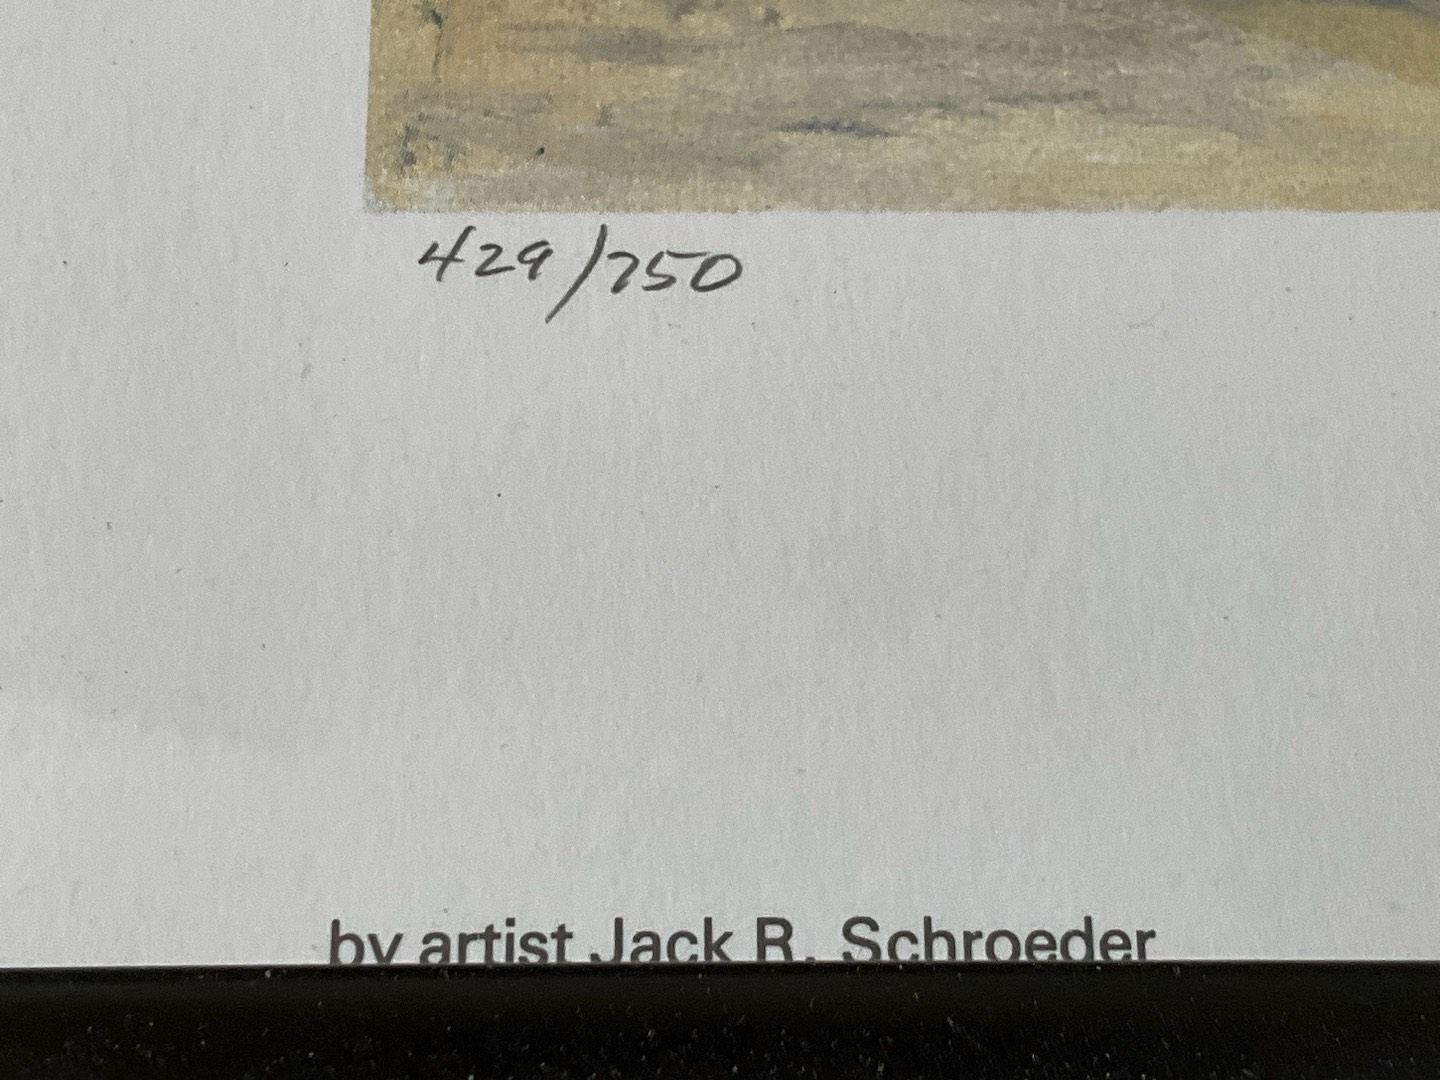 429/750
by artist Jack R. Schroeder